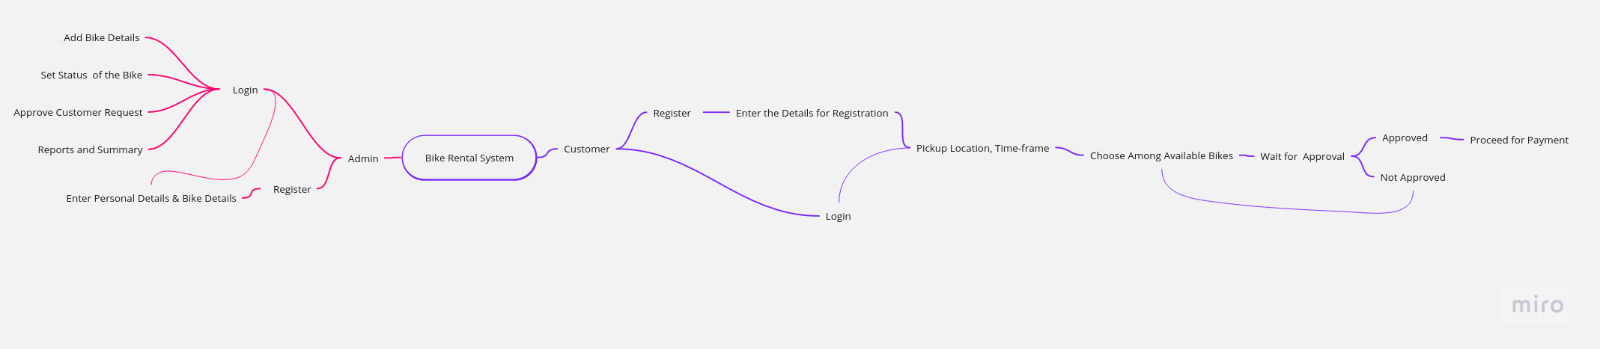 Add Bike Details
Set Status of the Bike
Login
Approve Customer Request
Reports and Summary
Admin
Enter Personal Details & Bike Details
Register
Bike Rental System
Customer
Register
Enter the Details for Registration
Login
Pickup Location, Time-frame
Choose Among Available Bikes
Wait for Approval
Approved
Proceed for Payment
Not Approved
miro